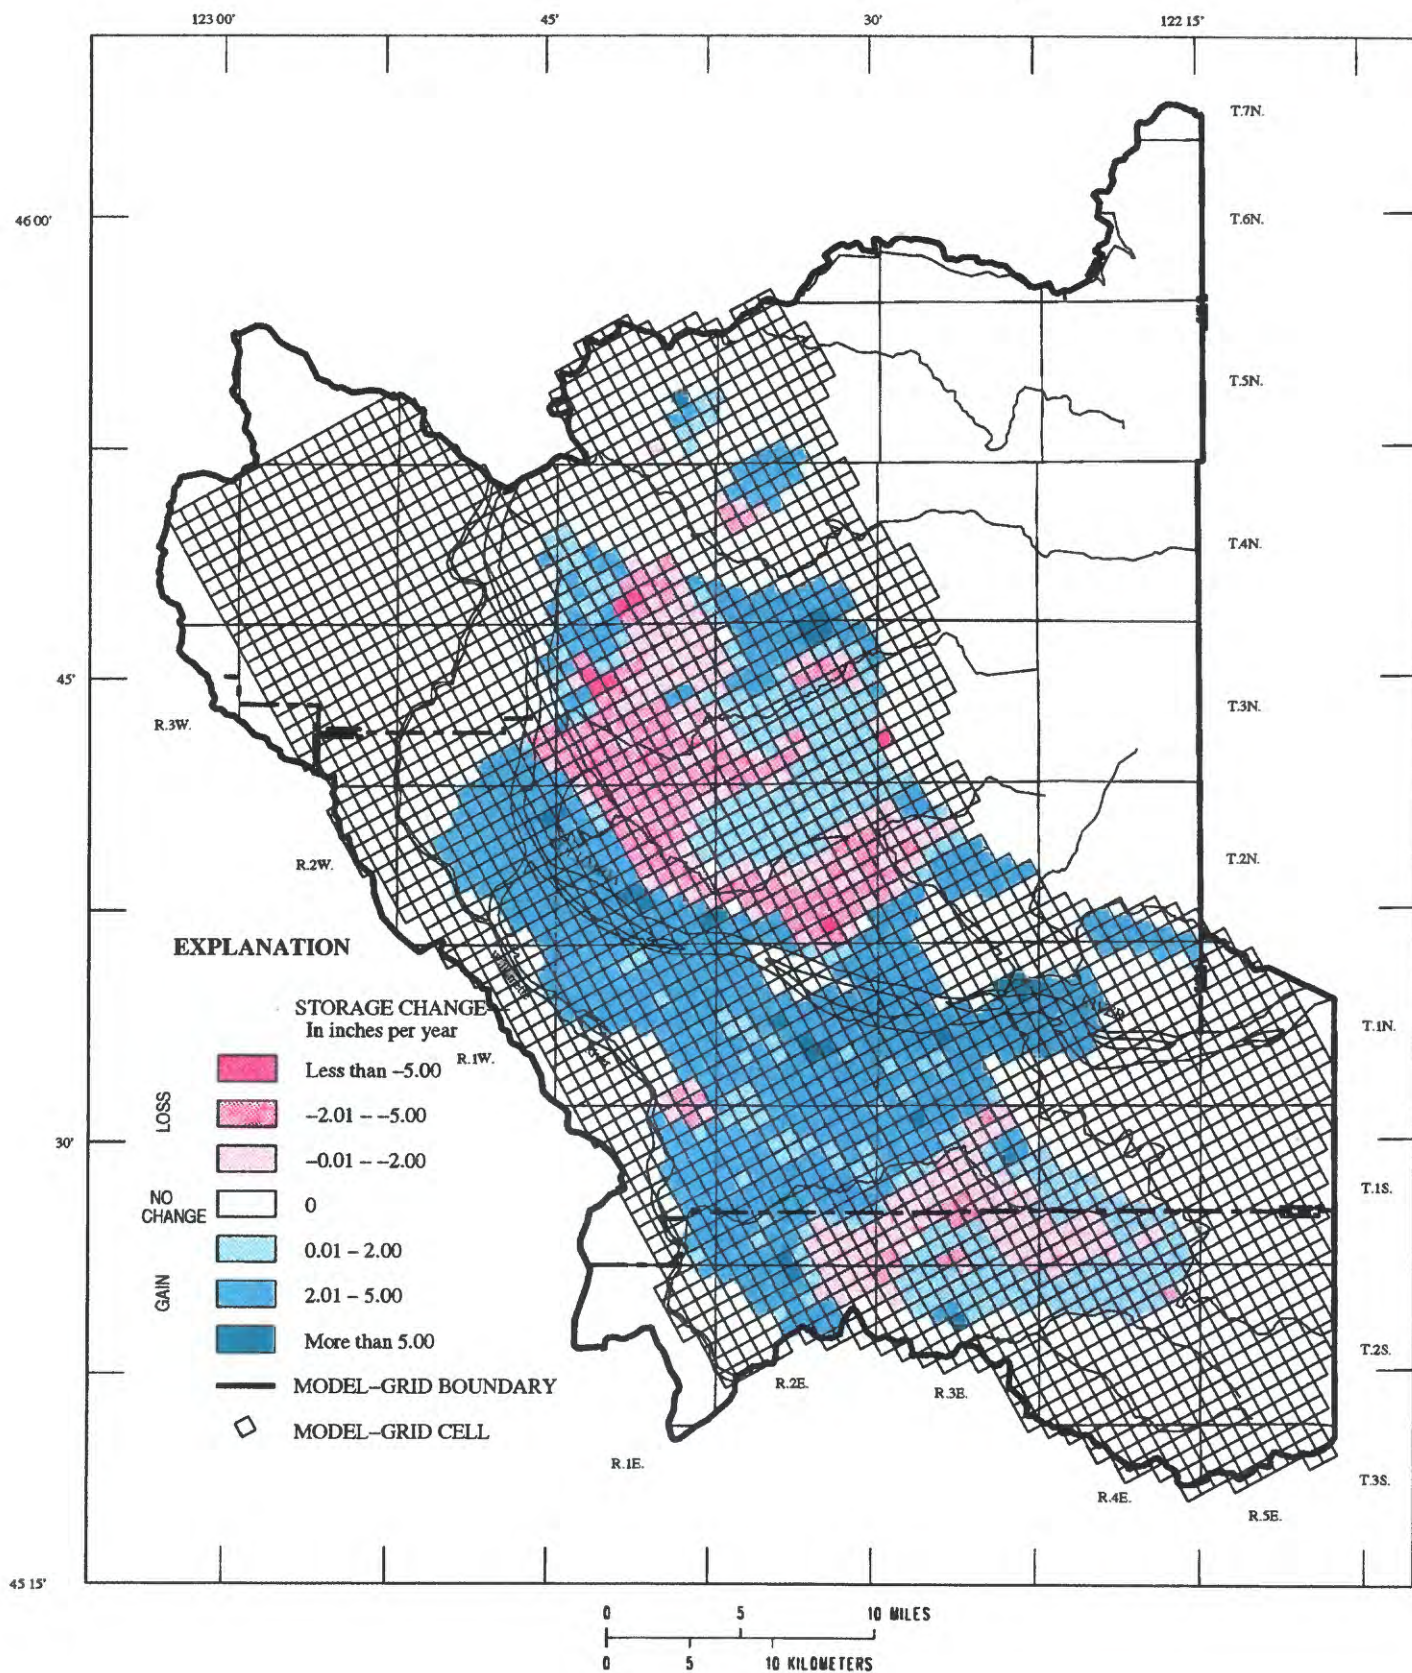 123 00' 45' 30' 122 15'
T.7N.
46 00'
T.6N.
T.5N.
T.4N.
45'
R.3W.
T.3N.
R.2W.
T.2N.
EXPLANATION
STORAGE CHANGE
In inches per year
RIVER
T.1N.
R.1W.
LOSS
Less than –5.00
–2.01 – –5.00
–0.01 – –2.00
30'
NO
CHANGE
0
T.1S.
GAIN
0.01 – 2.00
2.01 – 5.00
More than 5.00
T.2S.
MODEL–GRID BOUNDARY
R.2E.
R.3E.
MODEL–GRID CELL
R.1E.
T.3S.
R.4E.
R.5E.
45 15'
0 5 10 MILES
0 5 10 KILOMETERS